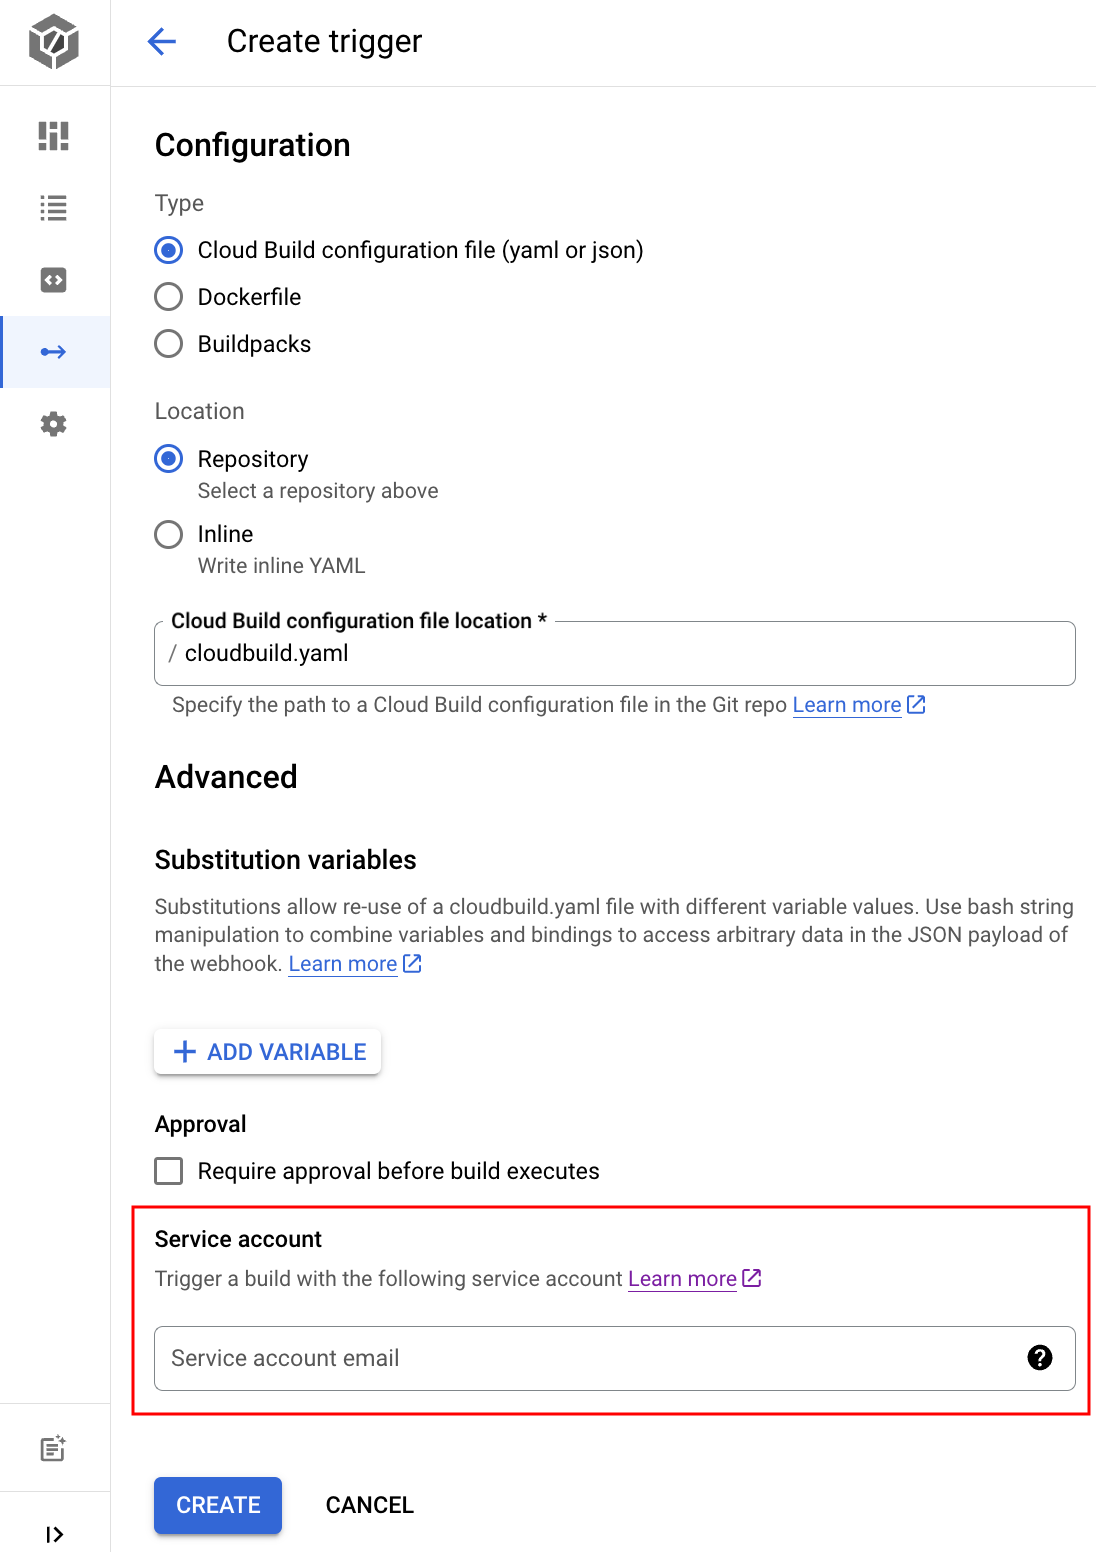 Create trigger
Configuration
Type
Cloud Build configuration file (yaml or json)
Dockerfile
Buildpacks
Location
Repository
Select a repository above
Inline
Write inline YAML
Cloud Build configuration file location *
/ cloudbuild.yaml
Specify the path to a Cloud Build configuration file in the Git repo Learn more
Advanced
Substitution variables
Substitutions allow re-use of a cloudbuild.yaml file with different variable values. Use bash string
manipulation to combine variables and bindings to access arbitrary data in the JSON payload of
the webhook. Learn more
ADD VARIABLE
Approval
Require approval before build executes
Service account
Trigger a build with the following service account Learn more
Service account email
CREATE CANCEL